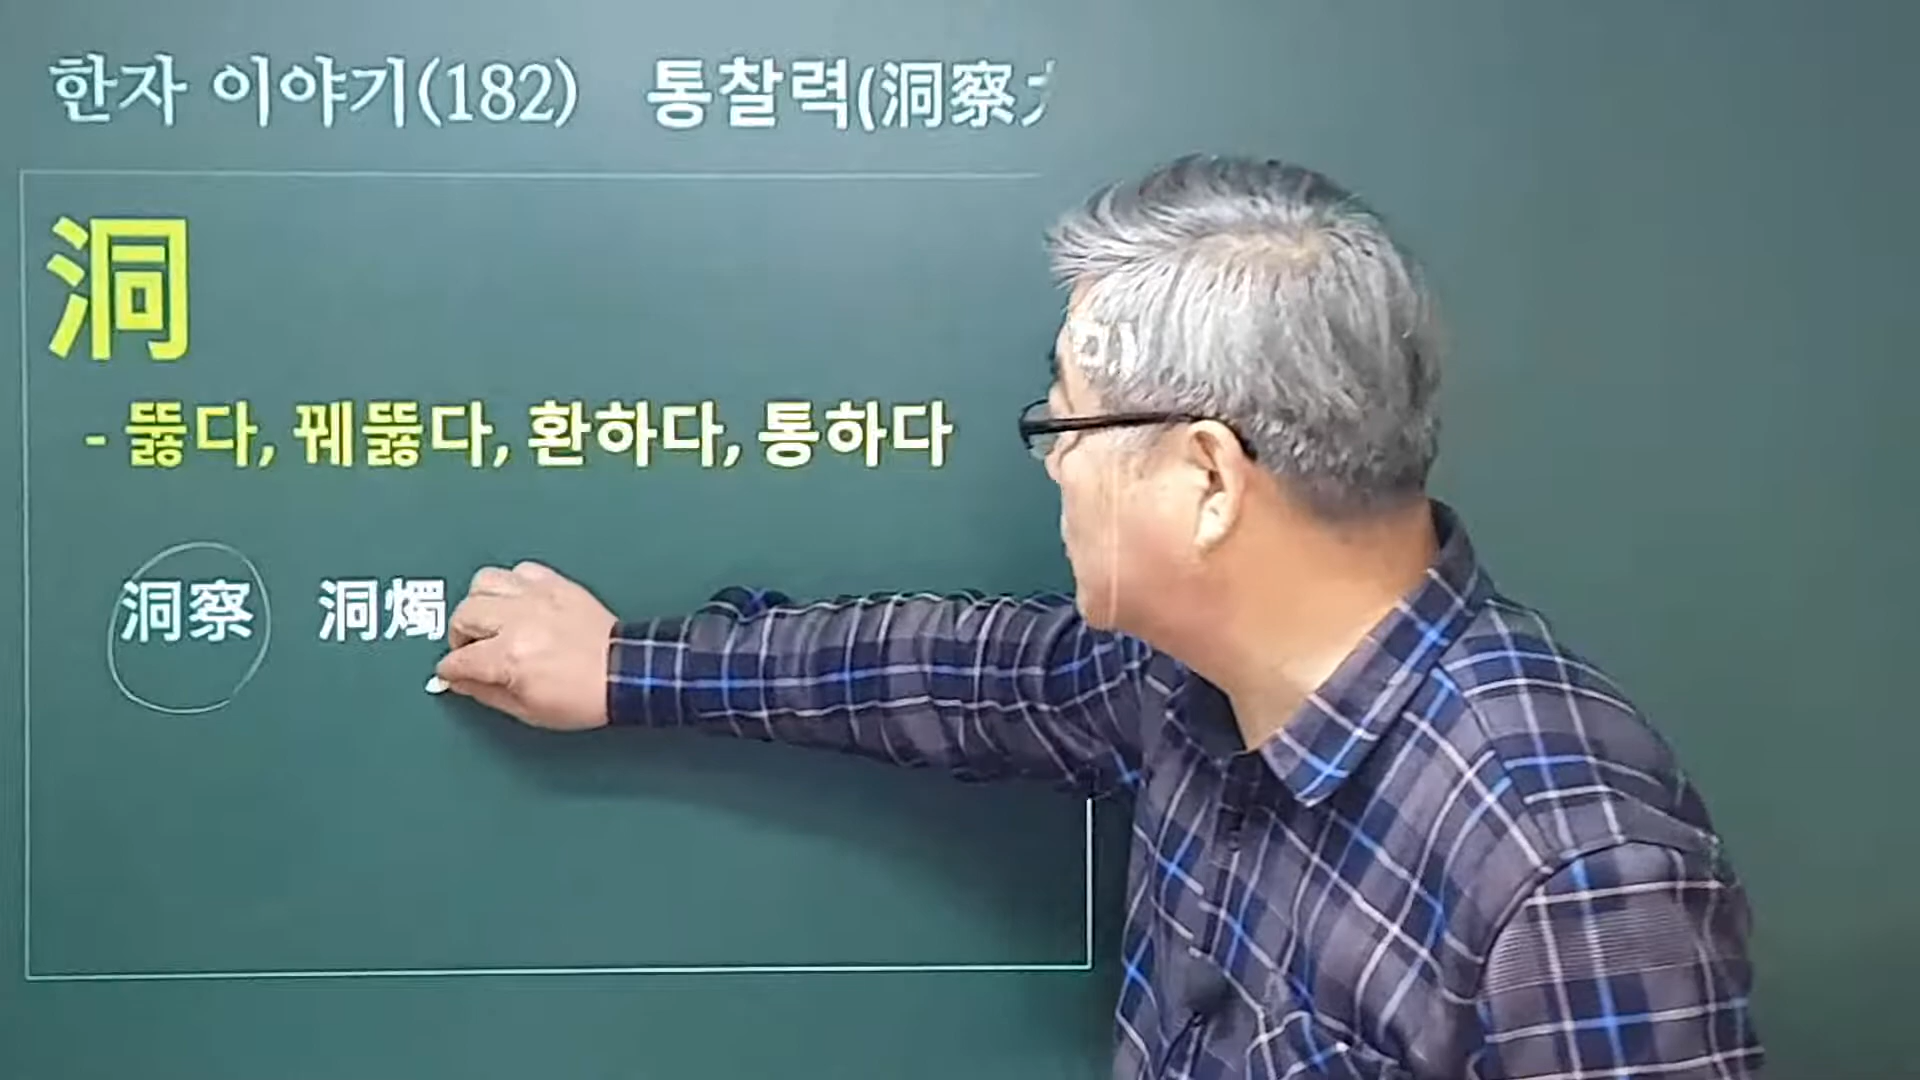 한자 이야기(182) 통찰력(洞察
洞
- 뚫다, 꿰뚫다, 환하다, 통하다
洞察 洞燭